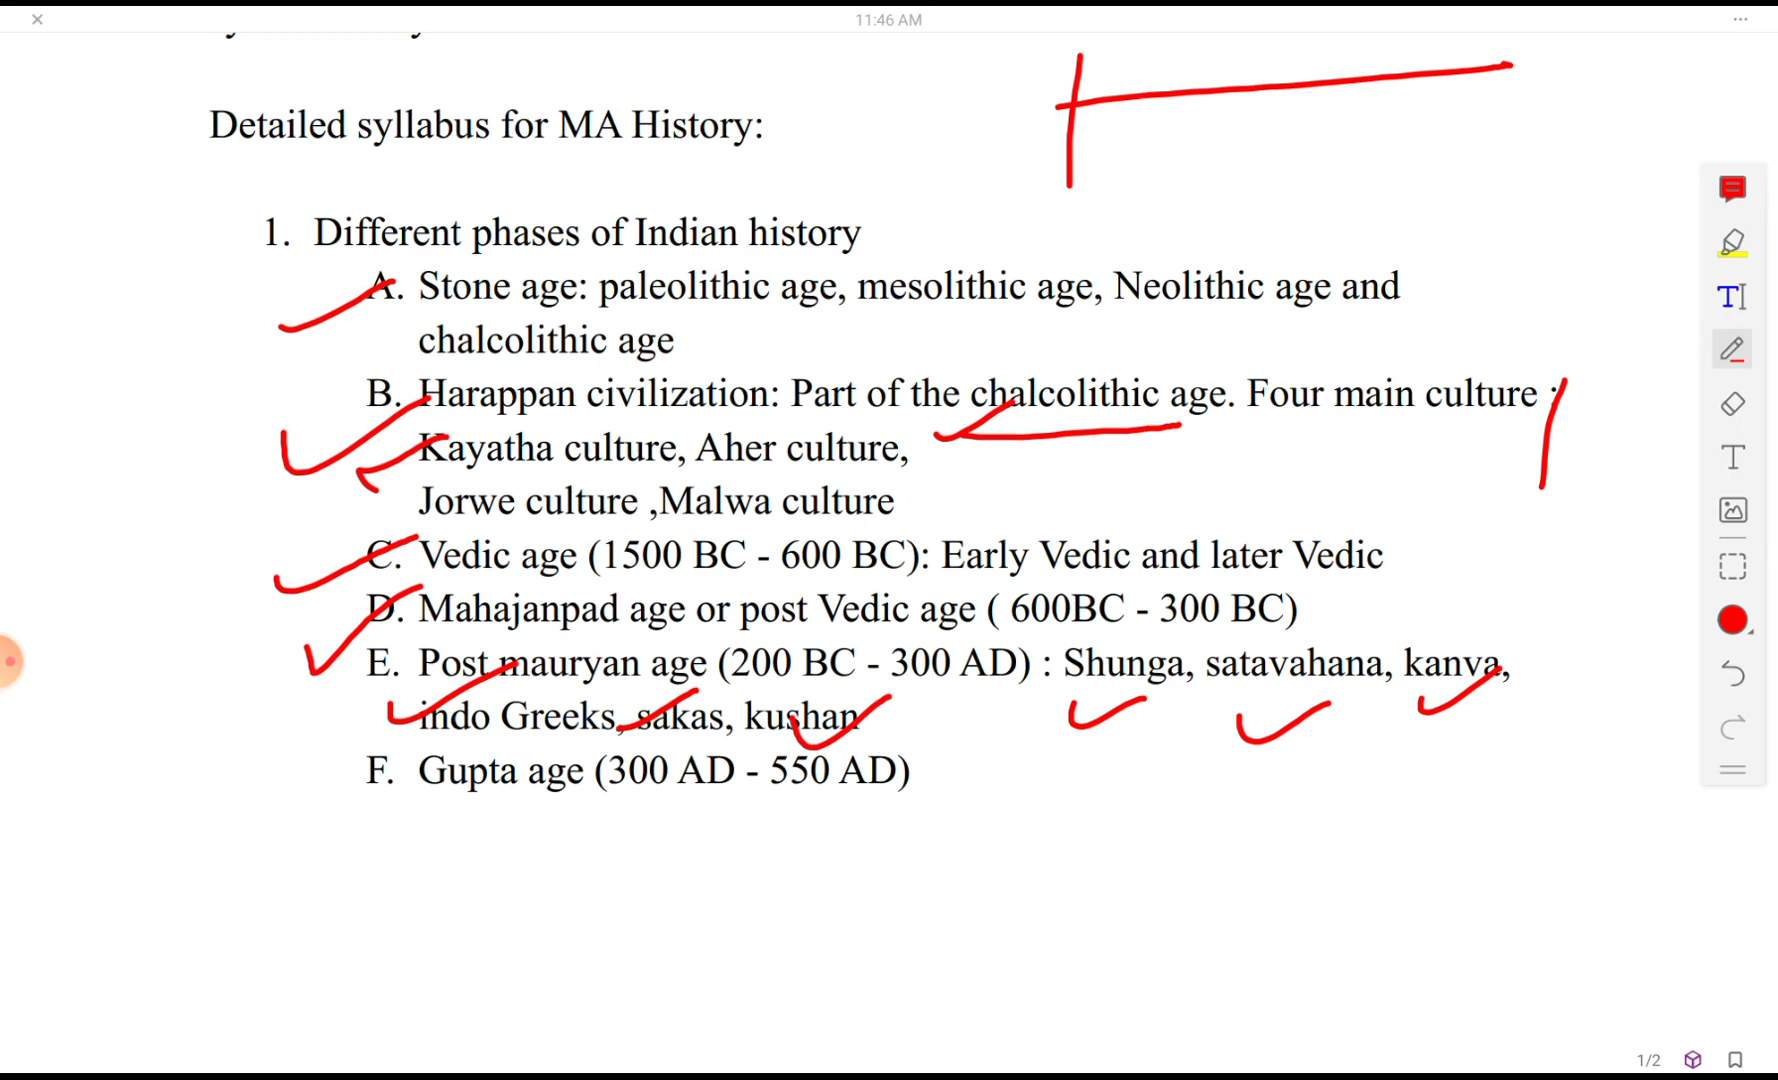 11:46 AM
Detailed syllabus for MA History:
1. Different phases of Indian history
A. Stone age: paleolithic age, mesolithic age, Neolithic age and
chalcolithic age
B. Harappan civilization: Part of the chalcolithic age. Four main culture :
Kayatha culture, Aher culture,
Jorwe culture ,Malwa culture
C. Vedic age (1500 BC - 600 BC): Early Vedic and later Vedic
D. Mahajanpad age or post Vedic age ( 600BC - 300 BC)
E. Post mauryan age (200 BC - 300 AD) : Shunga, satavahana, kanva,
indo Greeks, sakas, kushan
F. Gupta age (300 AD - 550 AD)
1/2